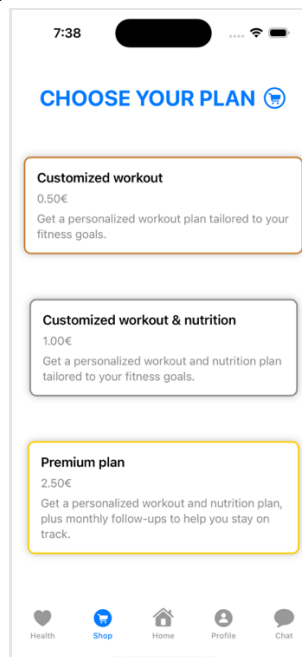 7:38
CHOOSE YOUR PLAN
Customized workout
0.50€
Get a personalized workout plan tailored to your
fitness goals.
Customized workout & nutrition
1.00€
Get a personalized workout and nutrition plan
tailored to your fitness goals.
Premium plan
2.50€
Get a personalized workout and nutrition plan,
plus monthly follow-ups to help you stay on
track.
Health Shop Home Profile Chat